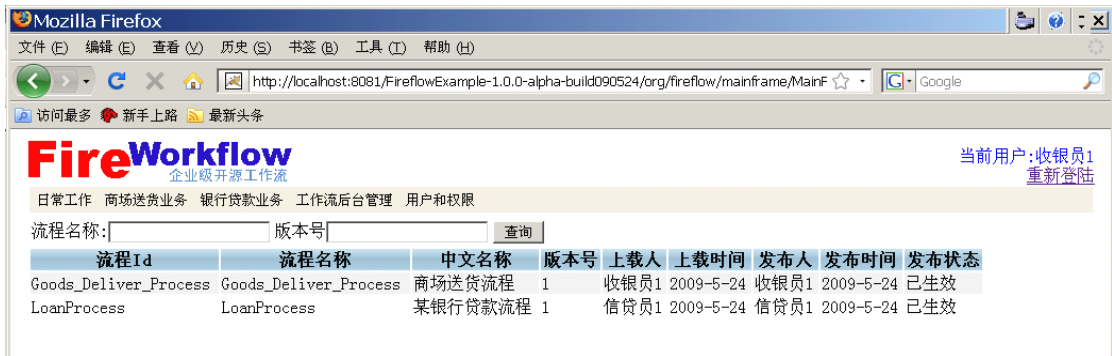 Mozilla Firefox
文件(F) 编辑(E) 查看(V) 历史(S) 书签(B) 工具(T) 帮助(H)
http://localhost:8081/FireflowExample-1.0.0-alpha-build090524/org/fireflow/mainframe/MainF G Google
访问最多 新手上路 最新头条
FireWorkflow
企业级开源工作流
当前用户:收银员1
重新登陆
日常工作 商场送货业务 银行贷款业务 工作流后台管理 用户和权限
流程名称: 版本号 查询
流程Id 流程名称 中文名称 版本号 上载人 上载时间 发布人 发布时间 发布状态
Goods_Deliver_Process Goods_Deliver_Process 商场送货流程 1 收银员1 2009-5-24 收银员1 2009-5-24 已生效
LoanProcess LoanProcess 某银行贷款流程 1 信贷员1 2009-5-24 信贷员1 2009-5-24 已生效